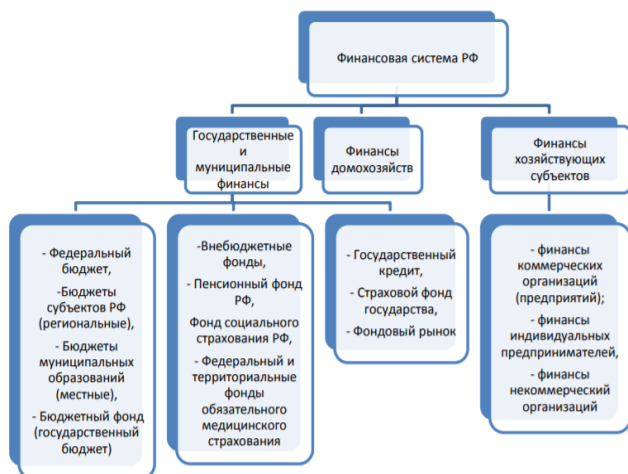 Финансовая система РФ
Государственные
и
муниципальные
финансы
Финансы
домохозяйств
Финансы
хозяйствующих
субъектов
- Федеральный
бюджет,
-Бюджеты
субъектов РФ
(региональные),
- Бюджеты
муниципальных
образований
(местные),
- Бюджетный фонд
(государственный
бюджет)
-Внебюджетные
фонды,
- Пенсионный фонд
РФ,
Фонд социального
страхования РФ,
- Федеральный и
территориальные
фонды
обязательного
медицинского
страхования
- Государственный
кредит,
- Страховой фонд
государства,
- Фондовый рынок
- финансы
коммерческих
организаций
(предприятий);
- финансы
индивидуальных
предпринимателей,
- финансы
некоммерческий
организаций